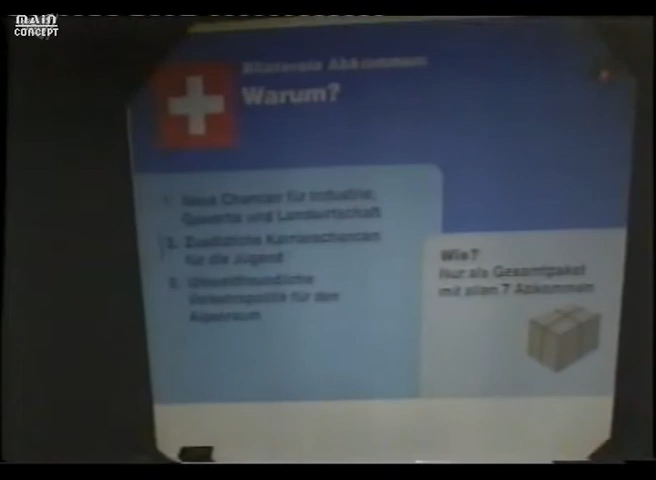 MAIN
CONCEPT
Bilaterale Abkommen
Warum?
1. Neue Chancen für Industrie,
Gewerbe und Landwirtschaft
2. Zusätzliche Karrierechancen
für die Jugend
3. Umweltfreundliche
Verkehrspolitik für den
Alpenraum
Wie?
Nur als Gesamtpaket
mit allen 7 Abkommen